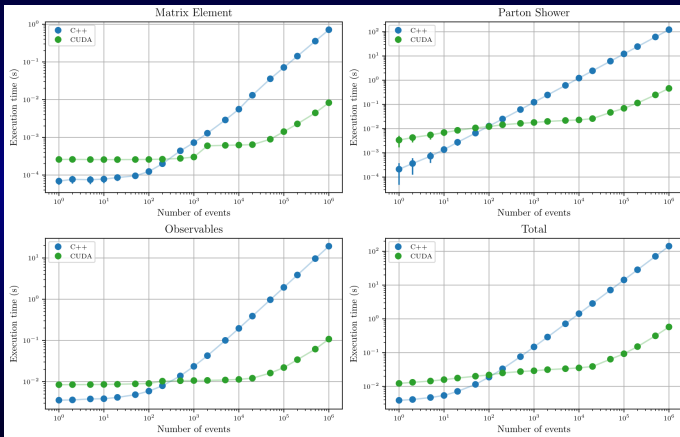 Matrix Element
C++
CUDA
Execution time (s)
10⁰
10⁻¹
10⁻²
10⁻³
10⁻⁴
10⁰ 10¹ 10² 10³ 10⁴ 10⁵ 10⁶
Number of events
Parton Shower
C++
CUDA
Execution time (s)
10²
10¹
10⁰
10⁻¹
10⁻²
10⁻³
10⁻⁴
10⁰ 10¹ 10² 10³ 10⁴ 10⁵ 10⁶
Number of events
Observables
C++
CUDA
Execution time (s)
10¹
10⁰
10⁻¹
10⁻²
10⁰ 10¹ 10² 10³ 10⁴ 10⁵ 10⁶
Number of events
Total
C++
CUDA
Execution time (s)
10²
10¹
10⁰
10⁻¹
10⁻²
10⁰ 10¹ 10² 10³ 10⁴ 10⁵ 10⁶
Number of events